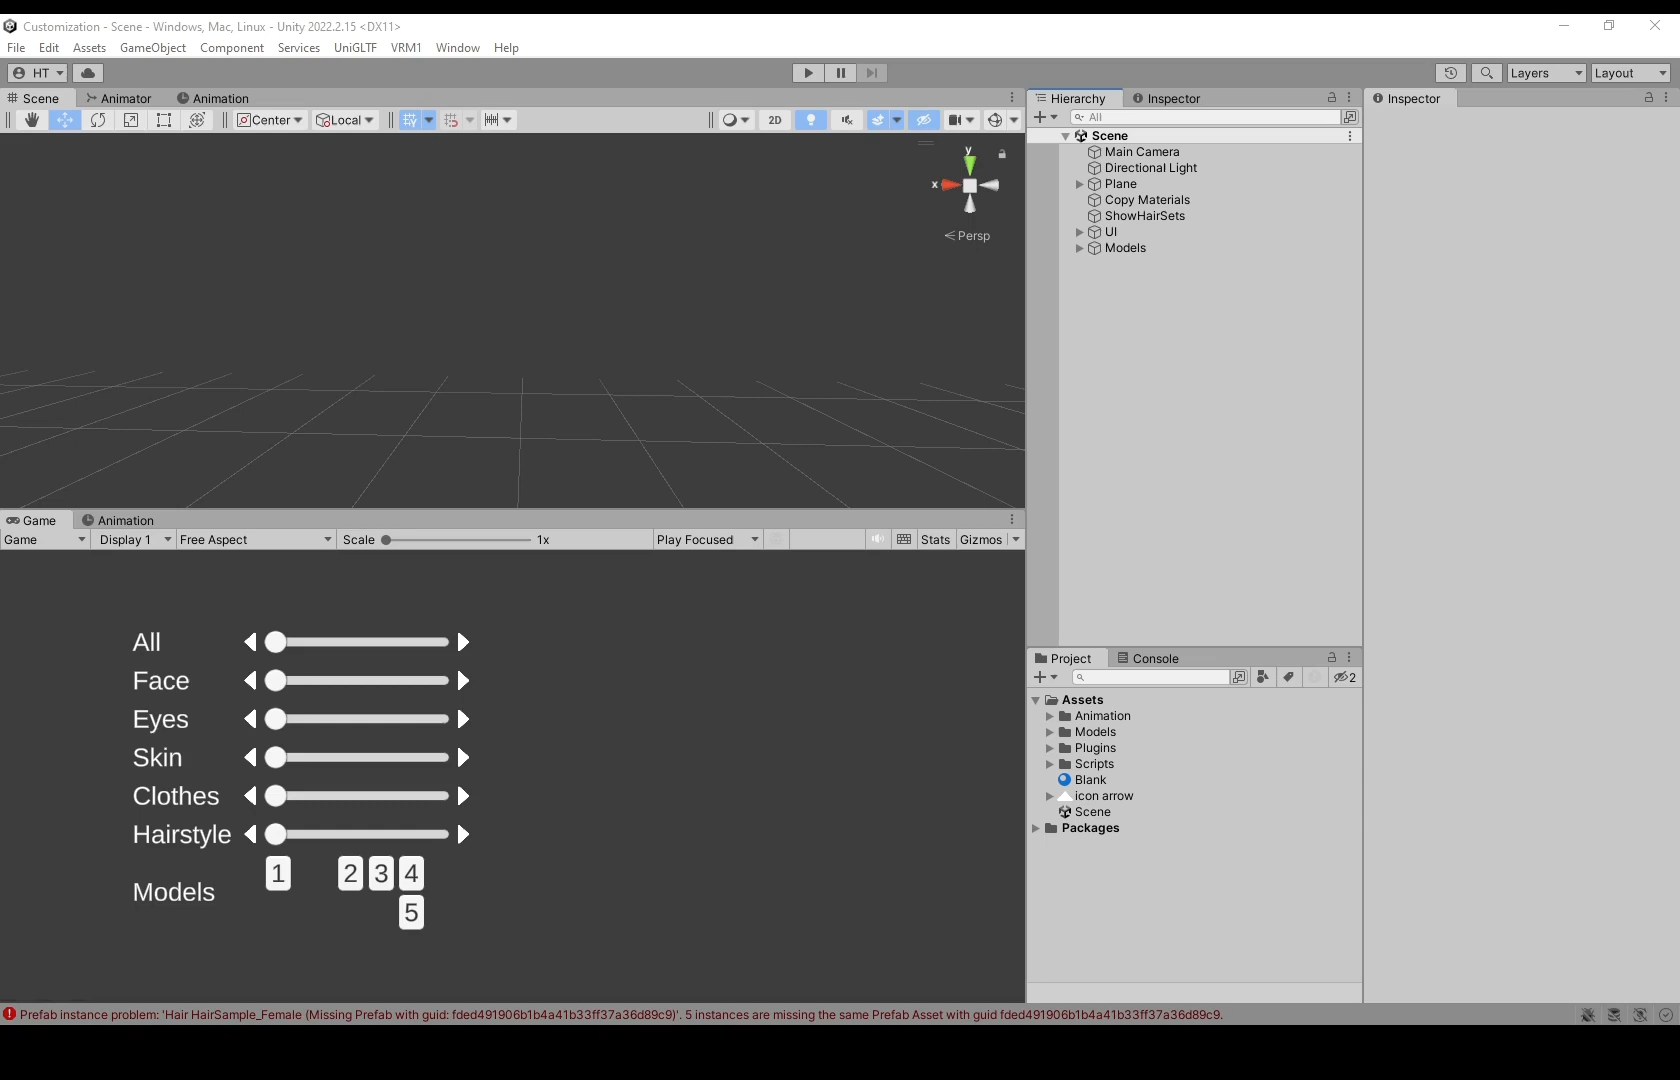 Customization - Scene - Windows, Mac, Linux - Unity 2022.2.15 <DX11>
File Edit Assets GameObject Component Services UniGLTF VRM1 Window Help
HT Layers Layout
Scene Animator Animation
Center Local 2D
y
x
Persp
Hierarchy Inspector
All
Scene
Main Camera
Directional Light
Plane
Copy Materials
ShowHairSets
UI
Models
Inspector
Game Animation
Game Display 1 Free Aspect Scale 1x Play Focused Stats Gizmos
All
Face
Eyes
Skin
Clothes
Hairstyle
1 2 3 4
Models
5
Project Console
2
Assets
Animation
Models
Plugins
Scripts
Blank
icon arrow
Scene
Packages
Prefab instance problem: 'Hair HairSample_Female (Missing Prefab with guid: fded491906b1b4a41b33ff37a36d89c9)'. 5 instances are missing the same Prefab Asset with guid fded491906b1b4a41b33ff37a36d89c9.